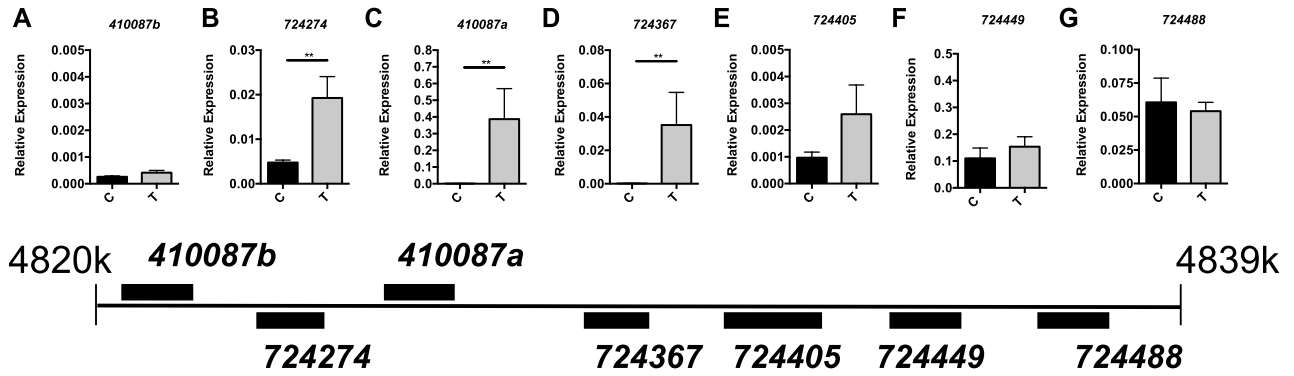 A 410087b
Relative Expression
0.005
0.004
0.003
0.002
0.001
0.000
C T
B 724274
Relative Expression
0.03
0.02
0.01
0.00
**
C T
C 410087a
Relative Expression
0.8
0.7
0.6
0.5
0.4
0.3
0.2
0.1
0.0
**
C T
D 724367
Relative Expression
0.08
0.06
0.04
0.02
0.00
**
C T
E 724405
Relative Expression
0.005
0.004
0.003
0.002
0.001
0.000
C T
F 724449
Relative Expression
0.5
0.4
0.3
0.2
0.1
0.0
C T
G 724488
Relative Expression
0.100
0.075
0.050
0.025
0.000
C T
4820k 410087b 410087a 4839k
724274 724367 724405 724449 724488